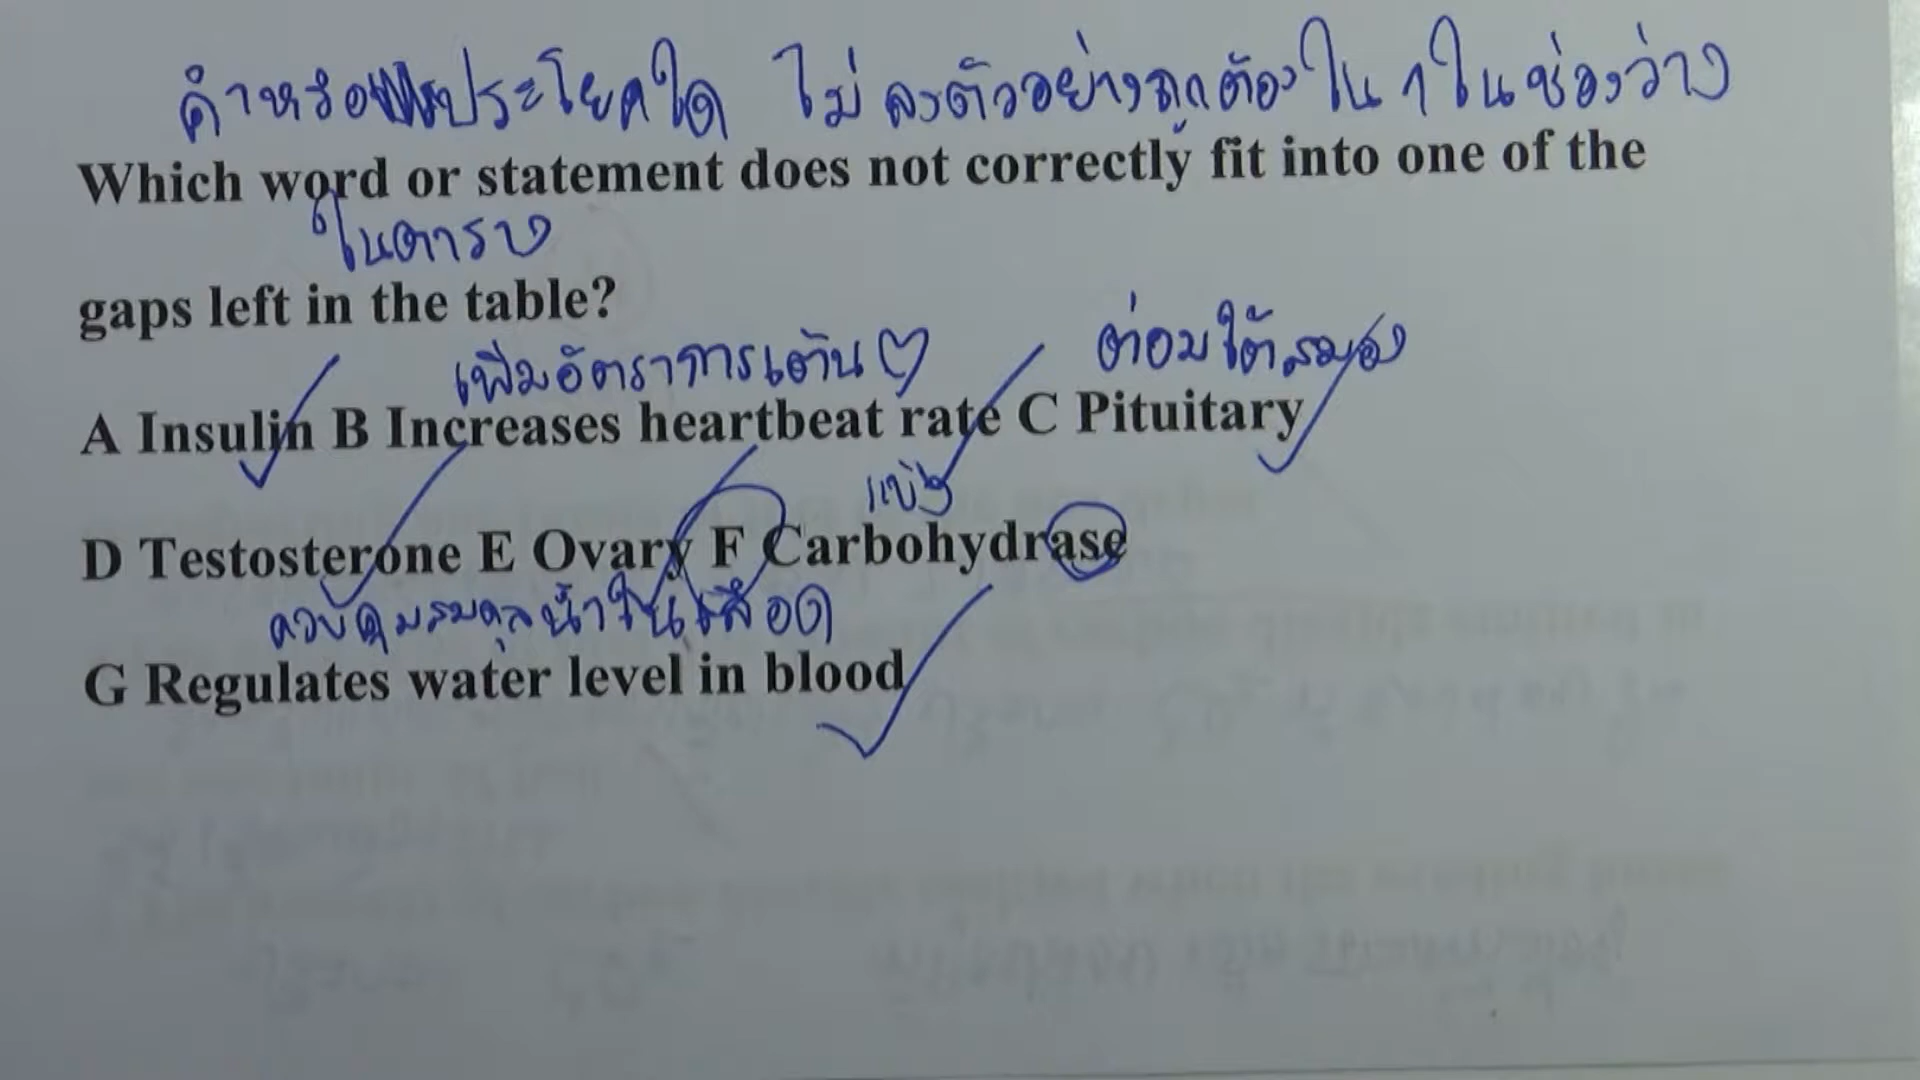 คำหรือประโยคใด ไม่ ลงตัวอย่างถูกต้องใน 1 ในช่องว่าง
Which word or statement does not correctly fit into one of the
ในตาราง
gaps left in the table?
เพิ่มอัตราการเต้น ต่อมใต้สมอง
A Insulin B Increases heartbeat rate C Pituitary
แป้ง
D Testosterone E Ovary F Carbohydrase
ควบคุมสมดุลน้ำในเลือด
G Regulates water level in blood